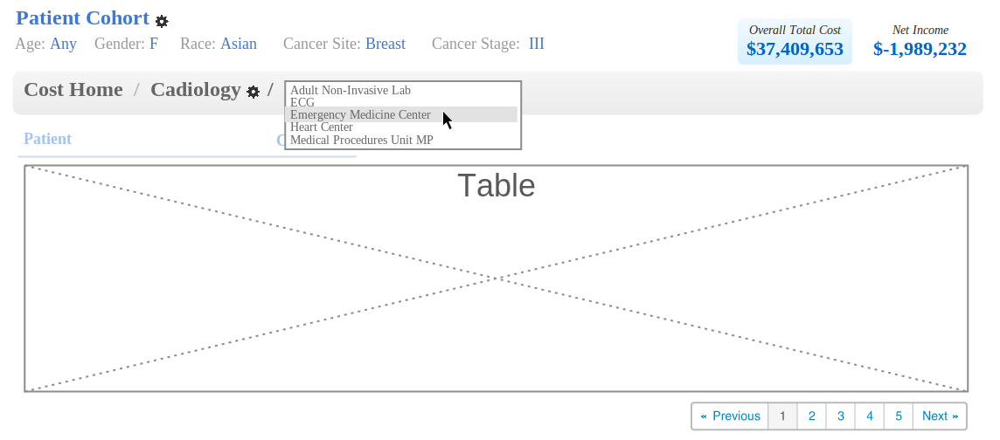 Patient Cohort
Age: Any Gender: F Race: Asian Cancer Site: Breast Cancer Stage: III
Overall Total Cost
$37,409,653
Net Income
$-1,989,232
Cost Home / Cadiology /
Adult Non-Invasive Lab
ECG
Emergency Medicine Center
Heart Center
Medical Procedures Unit MP
Patient
Table
« Previous 1 2 3 4 5 Next »